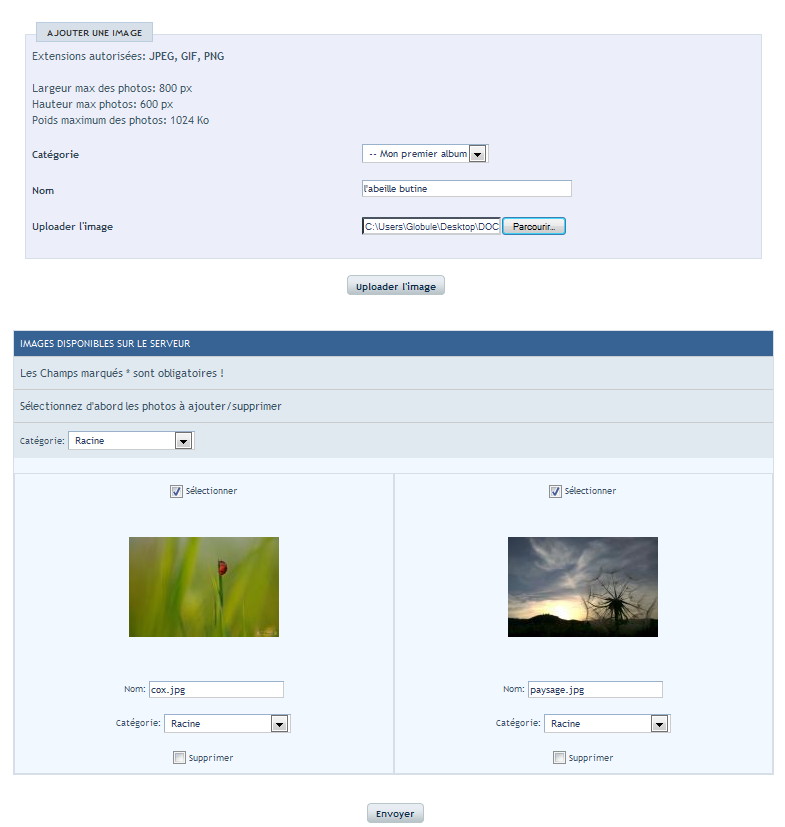 AJOUTER UNE IMAGE
Extensions autorisées: JPEG, GIF, PNG
Largeur max des photos: 800 px
Hauteur max photos: 600 px
Poids maximum des photos: 1024 Ko
Catégorie -- Mon premier album
Nom l'abeille butine
Uploader l'image C:\Users\Globule\Desktop\DOC Parcourir...
Uploader l'image
IMAGES DISPONIBLES SUR LE SERVEUR
Les Champs marqués * sont obligatoires !
Sélectionnez d'abord les photos à ajouter/supprimer
Catégorie: Racine
Sélectionner Sélectionner
Nom: cox.jpg Nom: paysage.jpg
Catégorie: Racine Catégorie: Racine
Supprimer Supprimer
Envoyer